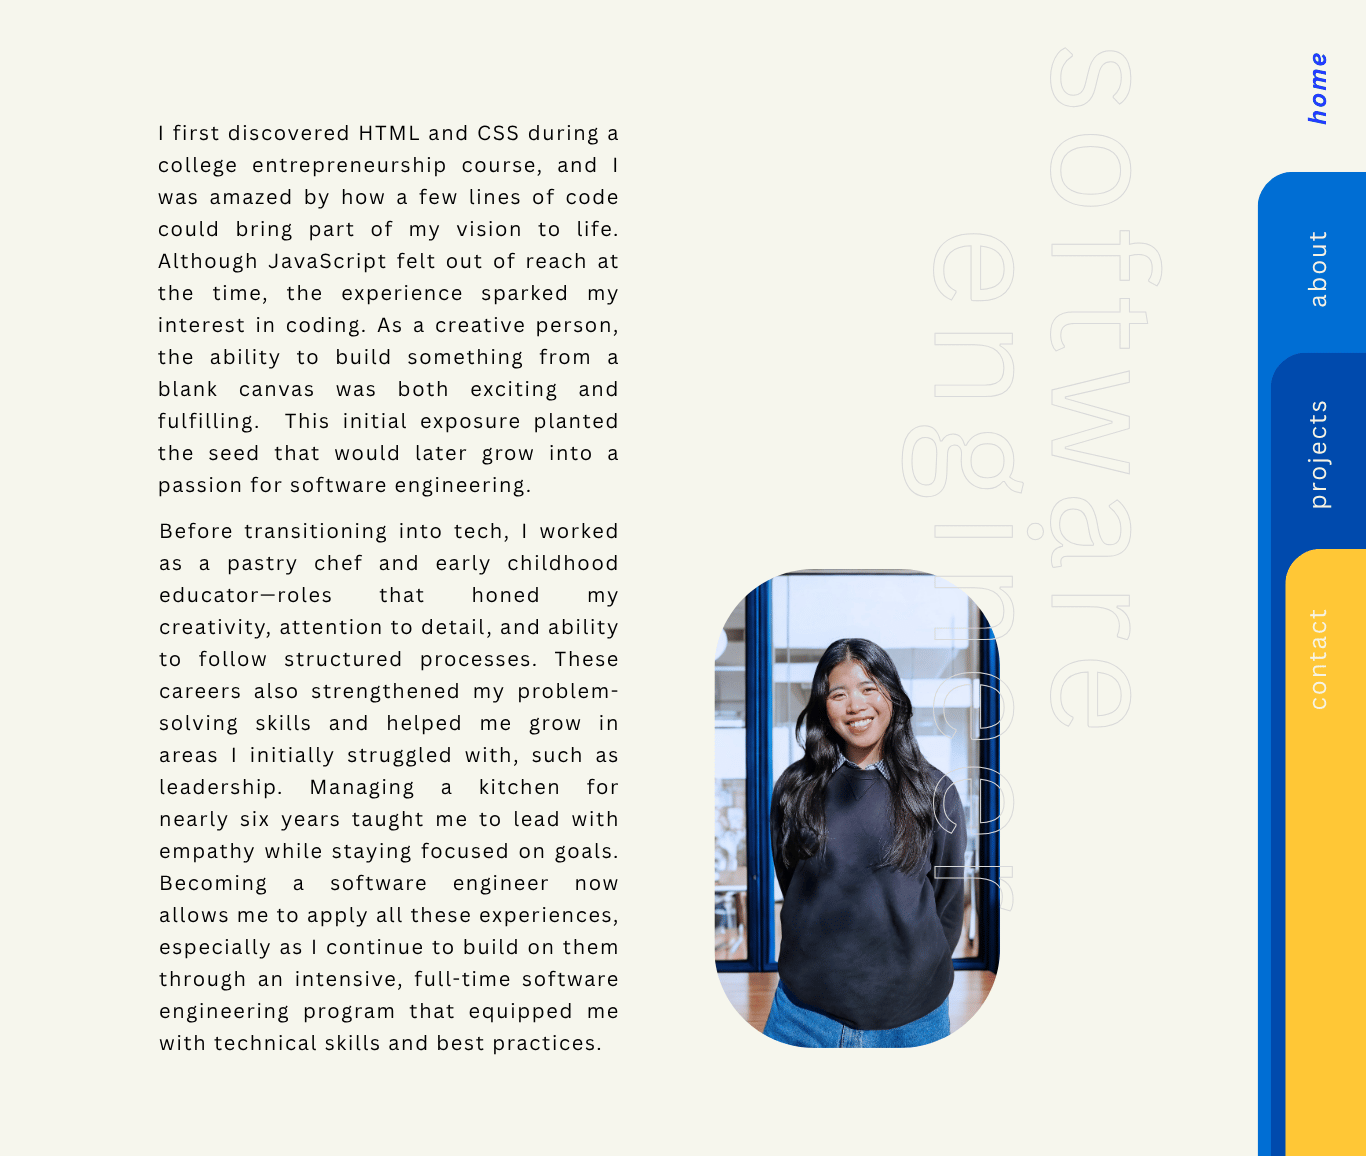 I first discovered HTML and CSS during a
college entrepreneurship course, and I
was amazed by how a few lines of code
could bring part of my vision to life.
Although JavaScript felt out of reach at
the time, the experience sparked my
interest in coding. As a creative person,
the ability to build something from a
blank canvas was both exciting and
fulfilling.  This initial exposure planted
the seed that would later grow into a
passion for software engineering.
Before transitioning into tech, I worked
as a pastry chef and early childhood
educator—roles that honed my
creativity, attention to detail, and ability
to follow structured processes. These
careers also strengthened my problem-
solving skills and helped me grow in
areas I initially struggled with, such as
leadership. Managing a kitchen for
nearly six years taught me to lead with
empathy while staying focused on goals.
Becoming a software engineer now
allows me to apply all these experiences,
especially as I continue to build on them
through an intensive, full-time software
engineering program that equipped me
with technical skills and best practices.
software
engineer
home
about
projects
contact